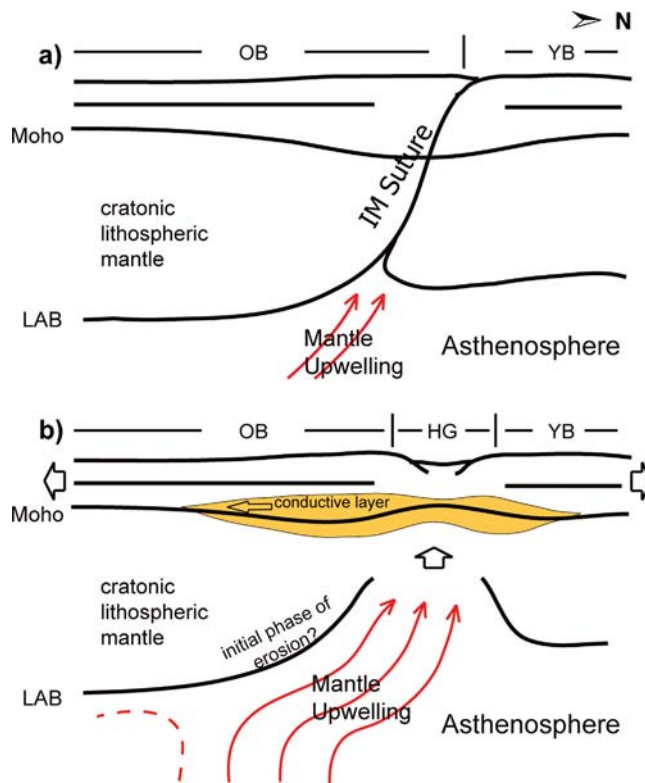 N
OB
YB
a)
Moho
IM Suture
cratonic
lithospheric
mantle
LAB
Mantle
Upwelling
Asthenosphere
b)
OB
HG
YB
conductive layer
Moho
cratonic
lithospheric
mantle
initial phase of
erosion?
Mantle
Upwelling
LAB
Asthenosphere